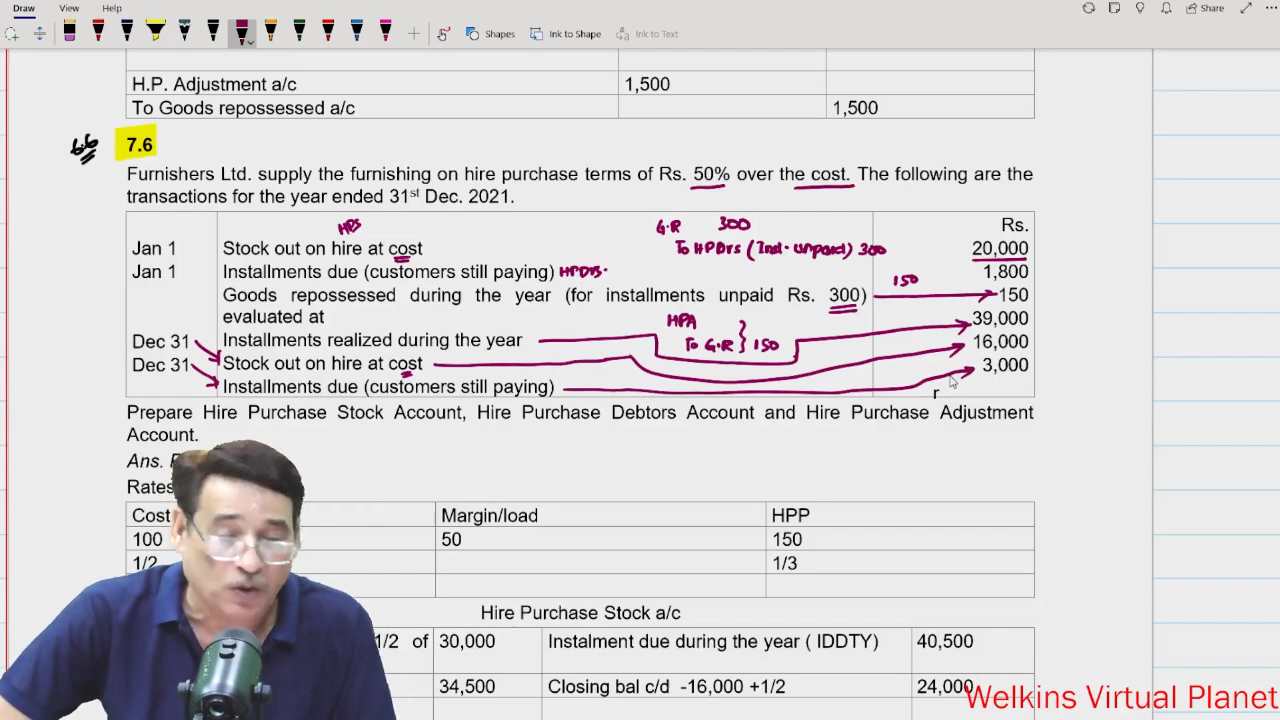 Draw View Help
Share
Shapes Ink to Shape Ink to Text
H.P. Adjustment a/c 1,500
To Goods repossessed a/c 1,500
6.6 7.6
Furnishers Ltd. supply the furnishing on hire purchase terms of Rs. 50% over the cost. The following are the
transactions for the year ended 31st Dec. 2021.
HPS G.R 300 Rs.
Jan 1 Stock out on hire at cost To HPDrs (Inst. unpaid) 300 20,000
Jan 1 Installments due (customers still paying) HPDrs. 1,800
Goods repossessed during the year (for installments unpaid Rs. 300) 150 150
evaluated at HPA 39,000
Dec 31 Installments realized during the year To G.R } 150 16,000
Dec 31 Stock out on hire at cost 3,000
Installments due (customers still paying) r
Prepare Hire Purchase Stock Account, Hire Purchase Debtors Account and Hire Purchase Adjustment
Account.
Ans.
Rates
Cost Margin/load HPP
100 50 150
1/2 1/3
Hire Purchase Stock a/c
1/2 of 30,000 Instalment due during the year ( IDDTY) 40,500
34,500 Closing bal c/d -16,000 +1/2 24,000
Welkins Virtual Planet